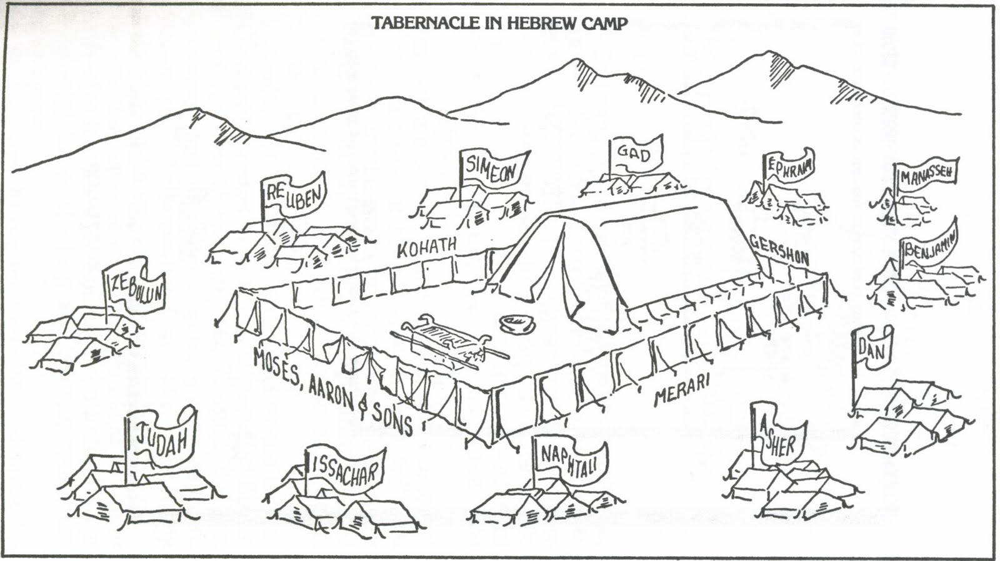 TABERNACLE IN HEBREW CAMP
GAD
SIMEON
EPHRAIM
MANASSEH
REUBEN
KOHATH
GERSHON
BENJAMIN
ZEBULUN
DAN
MOSES, AARON & SONS
MERARI
JUDAH
ASHER
ISSACHAR
NAPHTALI